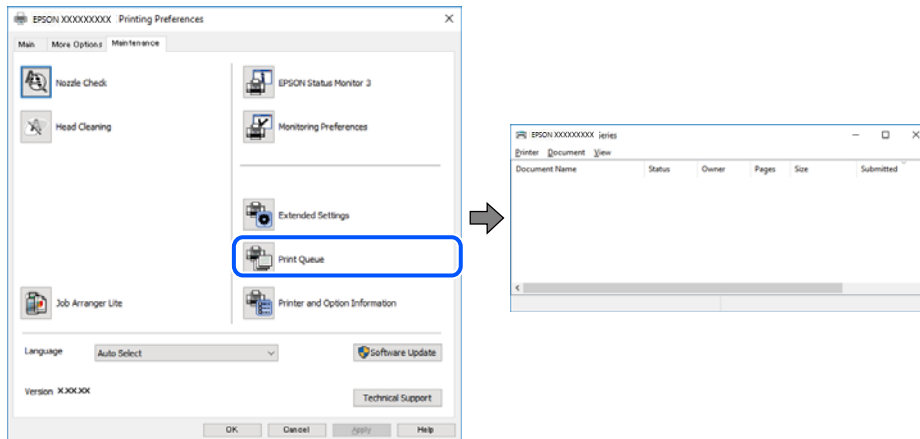 EPSON XXXXXXXXX Printing Preferences
Main More Options Maintenance
Nozzle Check
EPSON Status Monitor 3
Head Cleaning
Monitoring Preferences
Extended Settings
Print Queue
Job Arranger Lite
Printer and Option Information
Language Auto Select
Software Update
Version X.XX.XX
Technical Support
OK Cancel Apply Help
EPSON XXXXXXXXX ieries
Printer Document View
Document Name Status Owner Pages Size Submitted